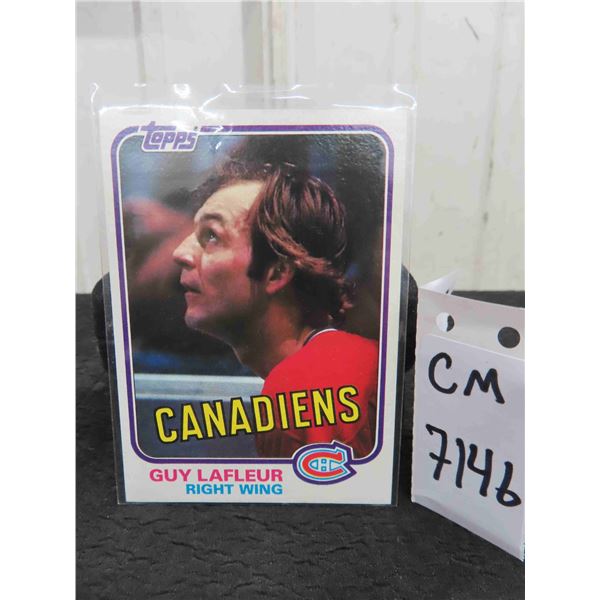 topps
CANADIENS
GUY LAFLEUR
RIGHT WING
CM
7146